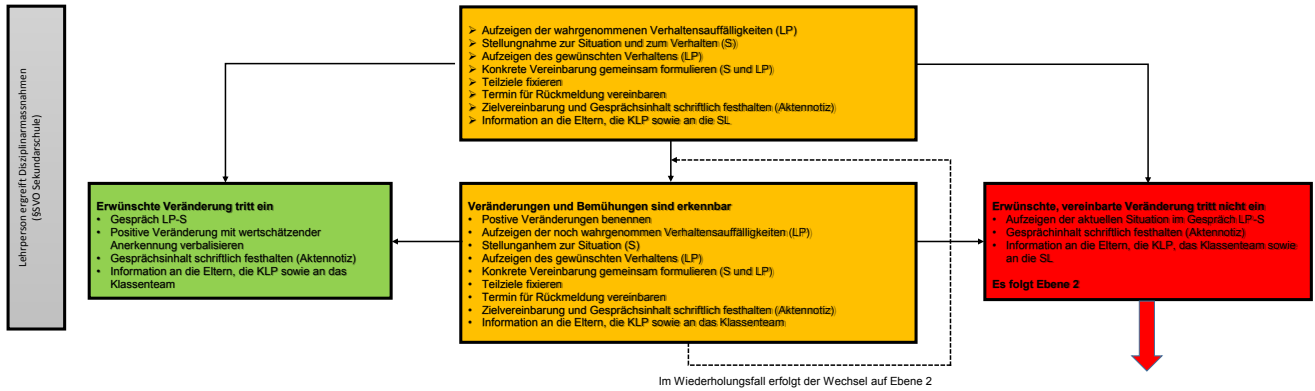 Lehrperson ergreift Disziplinarmassnahmen
(§SVO Sekundarschule)
➢ Aufzeigen der wahrgenommenen Verhaltensauffälligkeiten (LP)
➢ Stellungnahme zur Situation und zum Verhalten (S)
➢ Aufzeigen des gewünschten Verhaltens (LP)
➢ Konkrete Vereinbarung gemeinsam formulieren (S und LP)
➢ Teilziele fixieren
➢ Termin für Rückmeldung vereinbaren
➢ Zielvereinbarung und Gesprächsinhalt schriftlich festhalten (Aktennotiz)
➢ Information an die Eltern, die KLP sowie an die SL
Erwünschte Veränderung tritt ein
• Gespräch LP-S
• Positive Veränderung mit wertschätzender
Anerkennung verbalisieren
• Gesprächsinhalt schriftlich festhalten (Aktennotiz)
• Information an die Eltern, die KLP sowie an das
Klassenteam
Veränderungen und Bemühungen sind erkennbar
• Postive Veränderungen benennen
• Aufzeigen der noch wahrgenommen Verhaltensauffälligkeiten (LP)
• Stellunganhem zur Situation (S)
• Aufzeigen des gewünschten Verhaltens (LP)
• Konkrete Vereinbarung gemeinsam formulieren (S und LP)
• Teilziele fixieren
• Termin für Rückmeldung vereinbaren
• Zielvereinbarung und Gesprächsinhalt schriftlich festhalten (Aktennotiz)
• Information an die Eltern, die KLP sowie an das Klassenteam
Erwünschte, vereinbarte Veränderung tritt nicht ein
• Aufzeigen der aktuellen Situation im Gespräch LP-S
• Gesprächinhalt schriftlich festhalten (Aktennotiz)
• Information an die Eltern, die KLP, das Klassenteam sowie
an die SL
Es folgt Ebene 2
Im Wiederholungsfall erfolgt der Wechsel auf Ebene 2